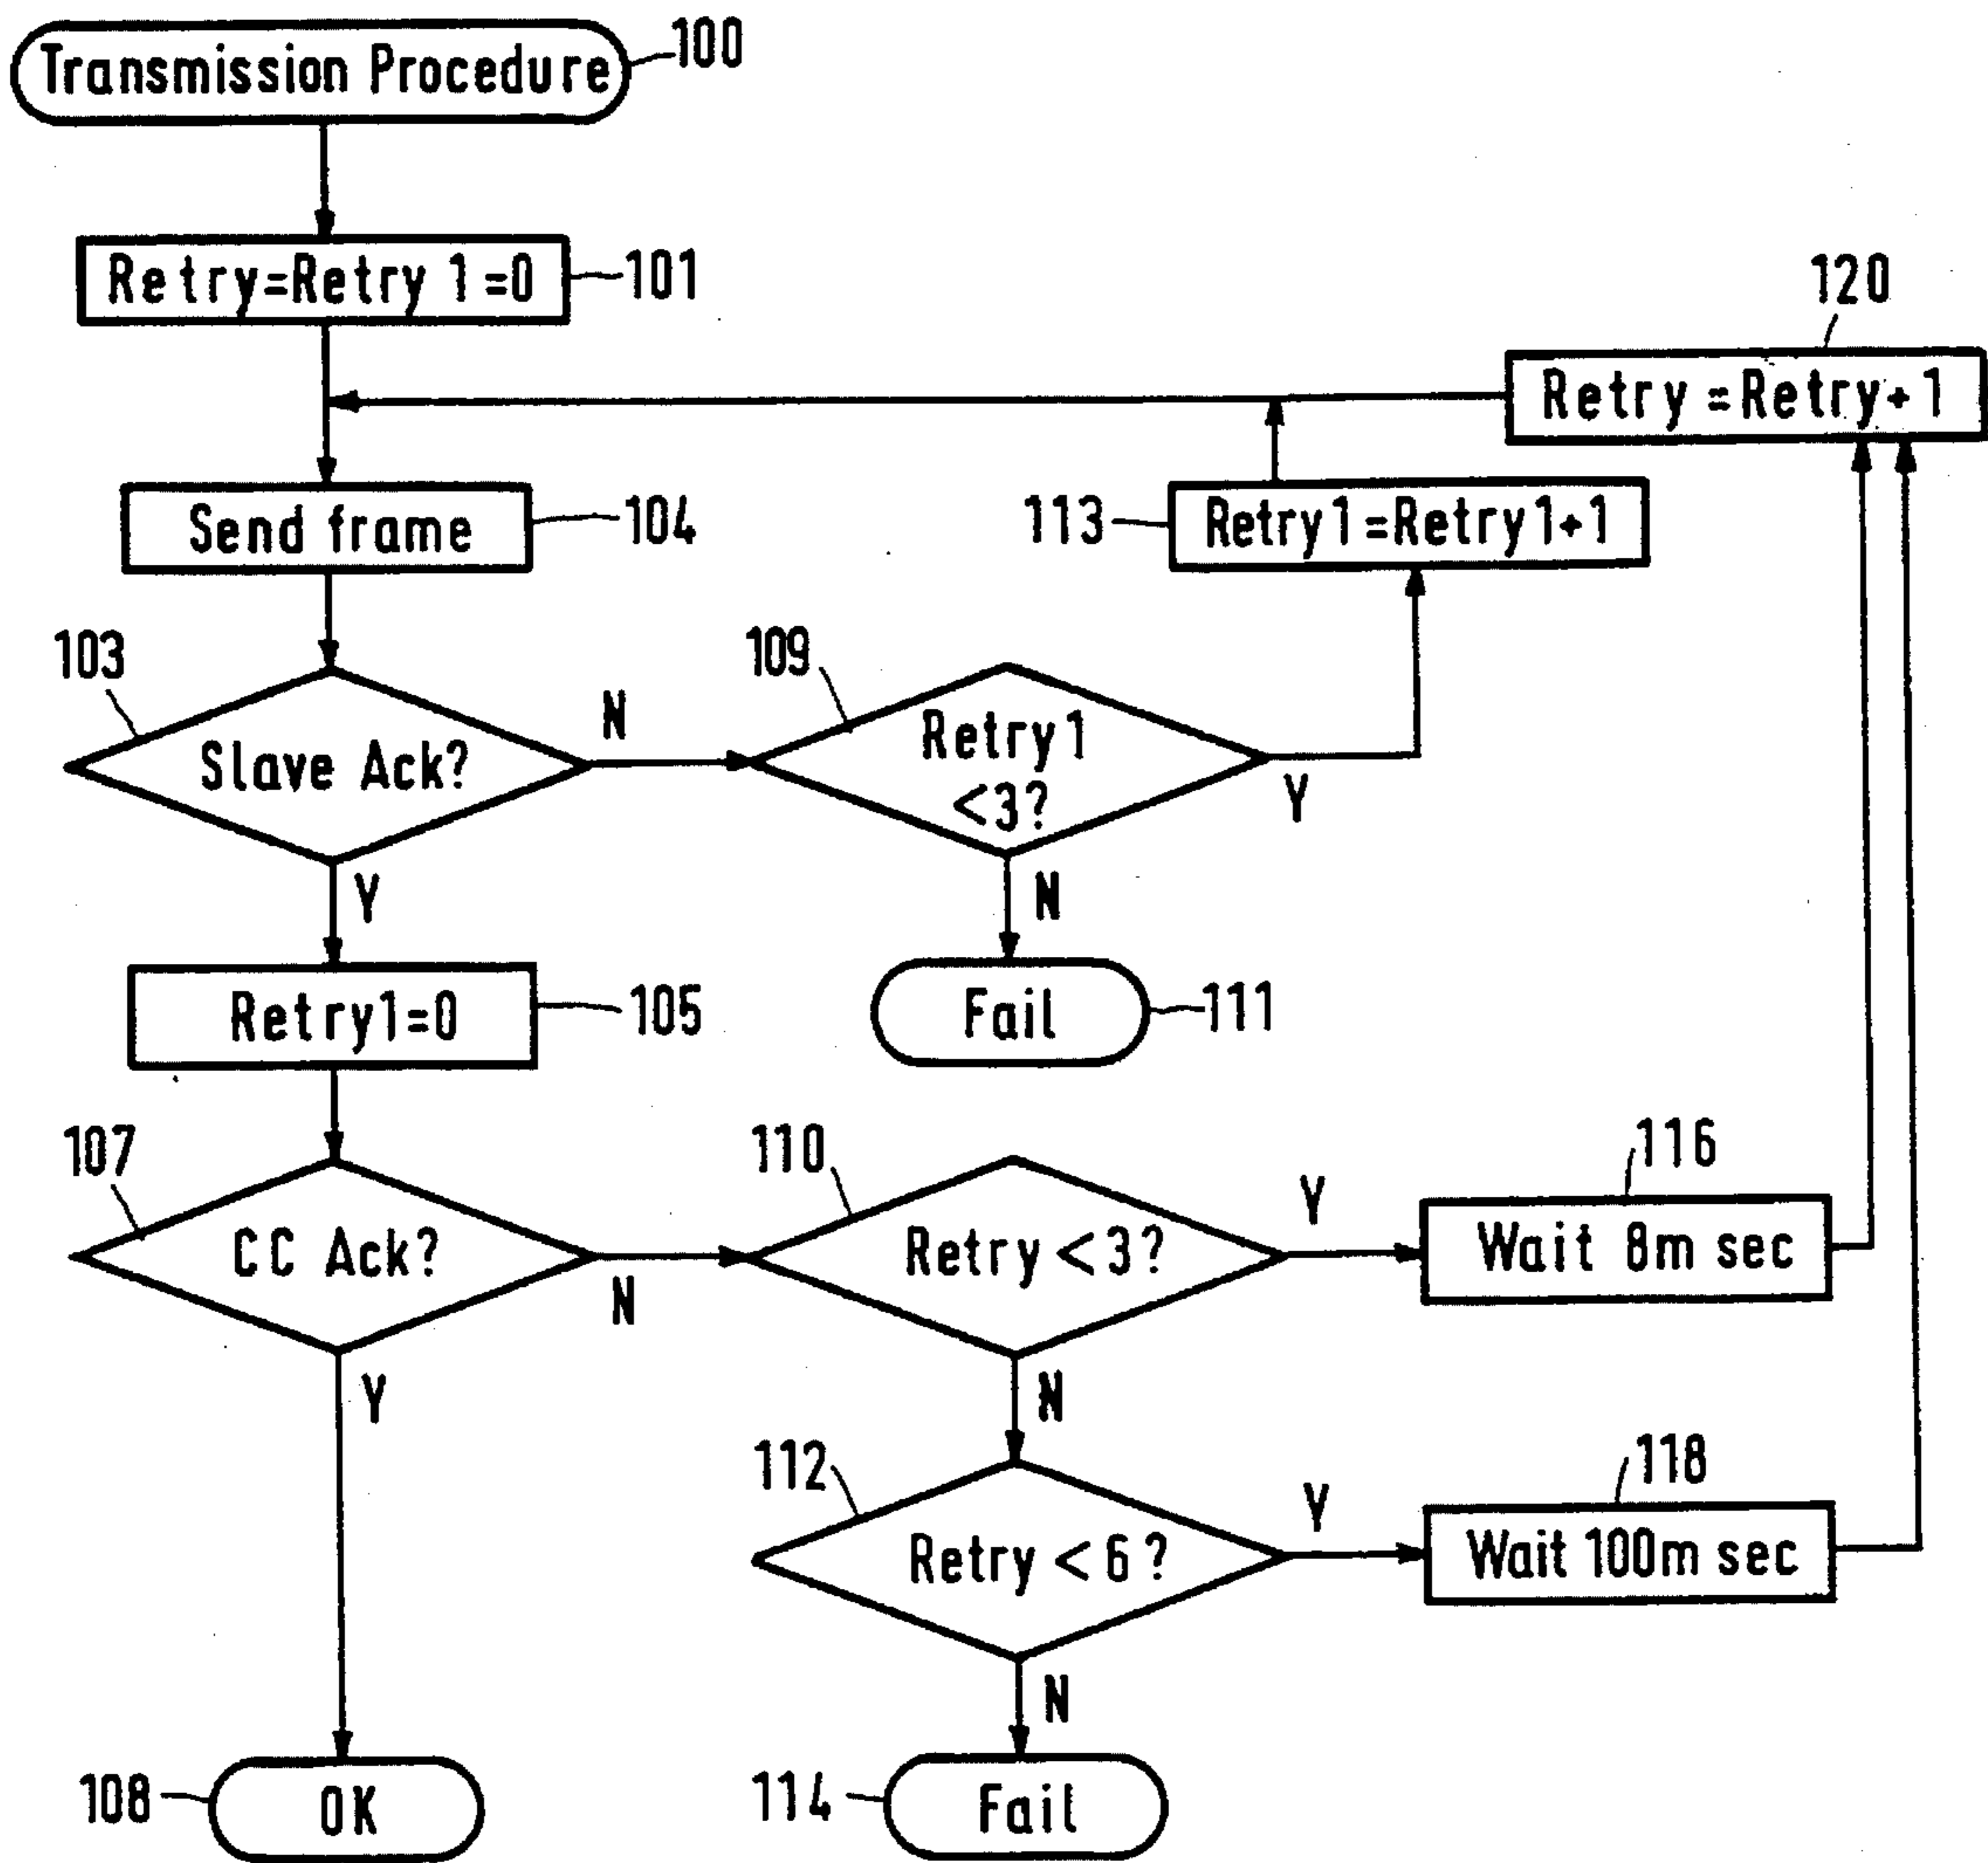 Transmission Procedure
100
Retry=Retry 1=0
101
120
Retry=Retry+1
Send frame
104
113
Retry1=Retry1+1
103
Slave Ack?
N
109
Retry1
<3?
Y
Y
N
Retry1=0
105
Fail
111
107
CC Ack?
N
110
Retry<3?
Y
116
Wait 8m sec
Y
N
112
Retry<6?
Y
118
Wait 100m sec
N
108
OK
114
Fail